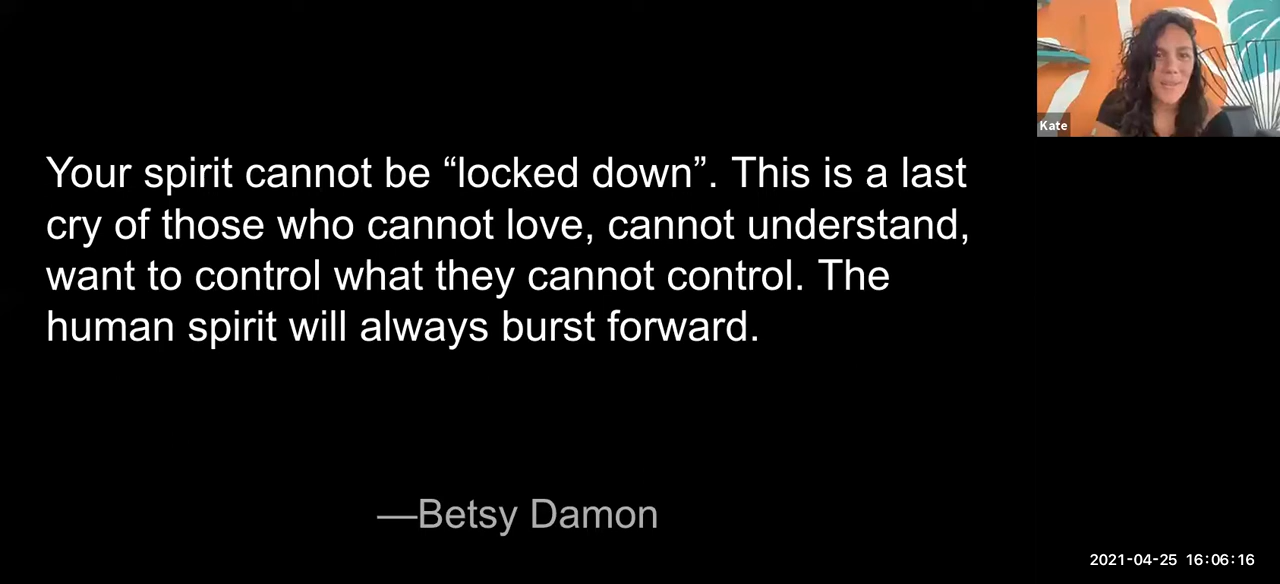 Your spirit cannot be “locked down”. This is a last
cry of those who cannot love, cannot understand,
want to control what they cannot control. The
human spirit will always burst forward.
—Betsy Damon
Kate
2021-04-25 16:06:16